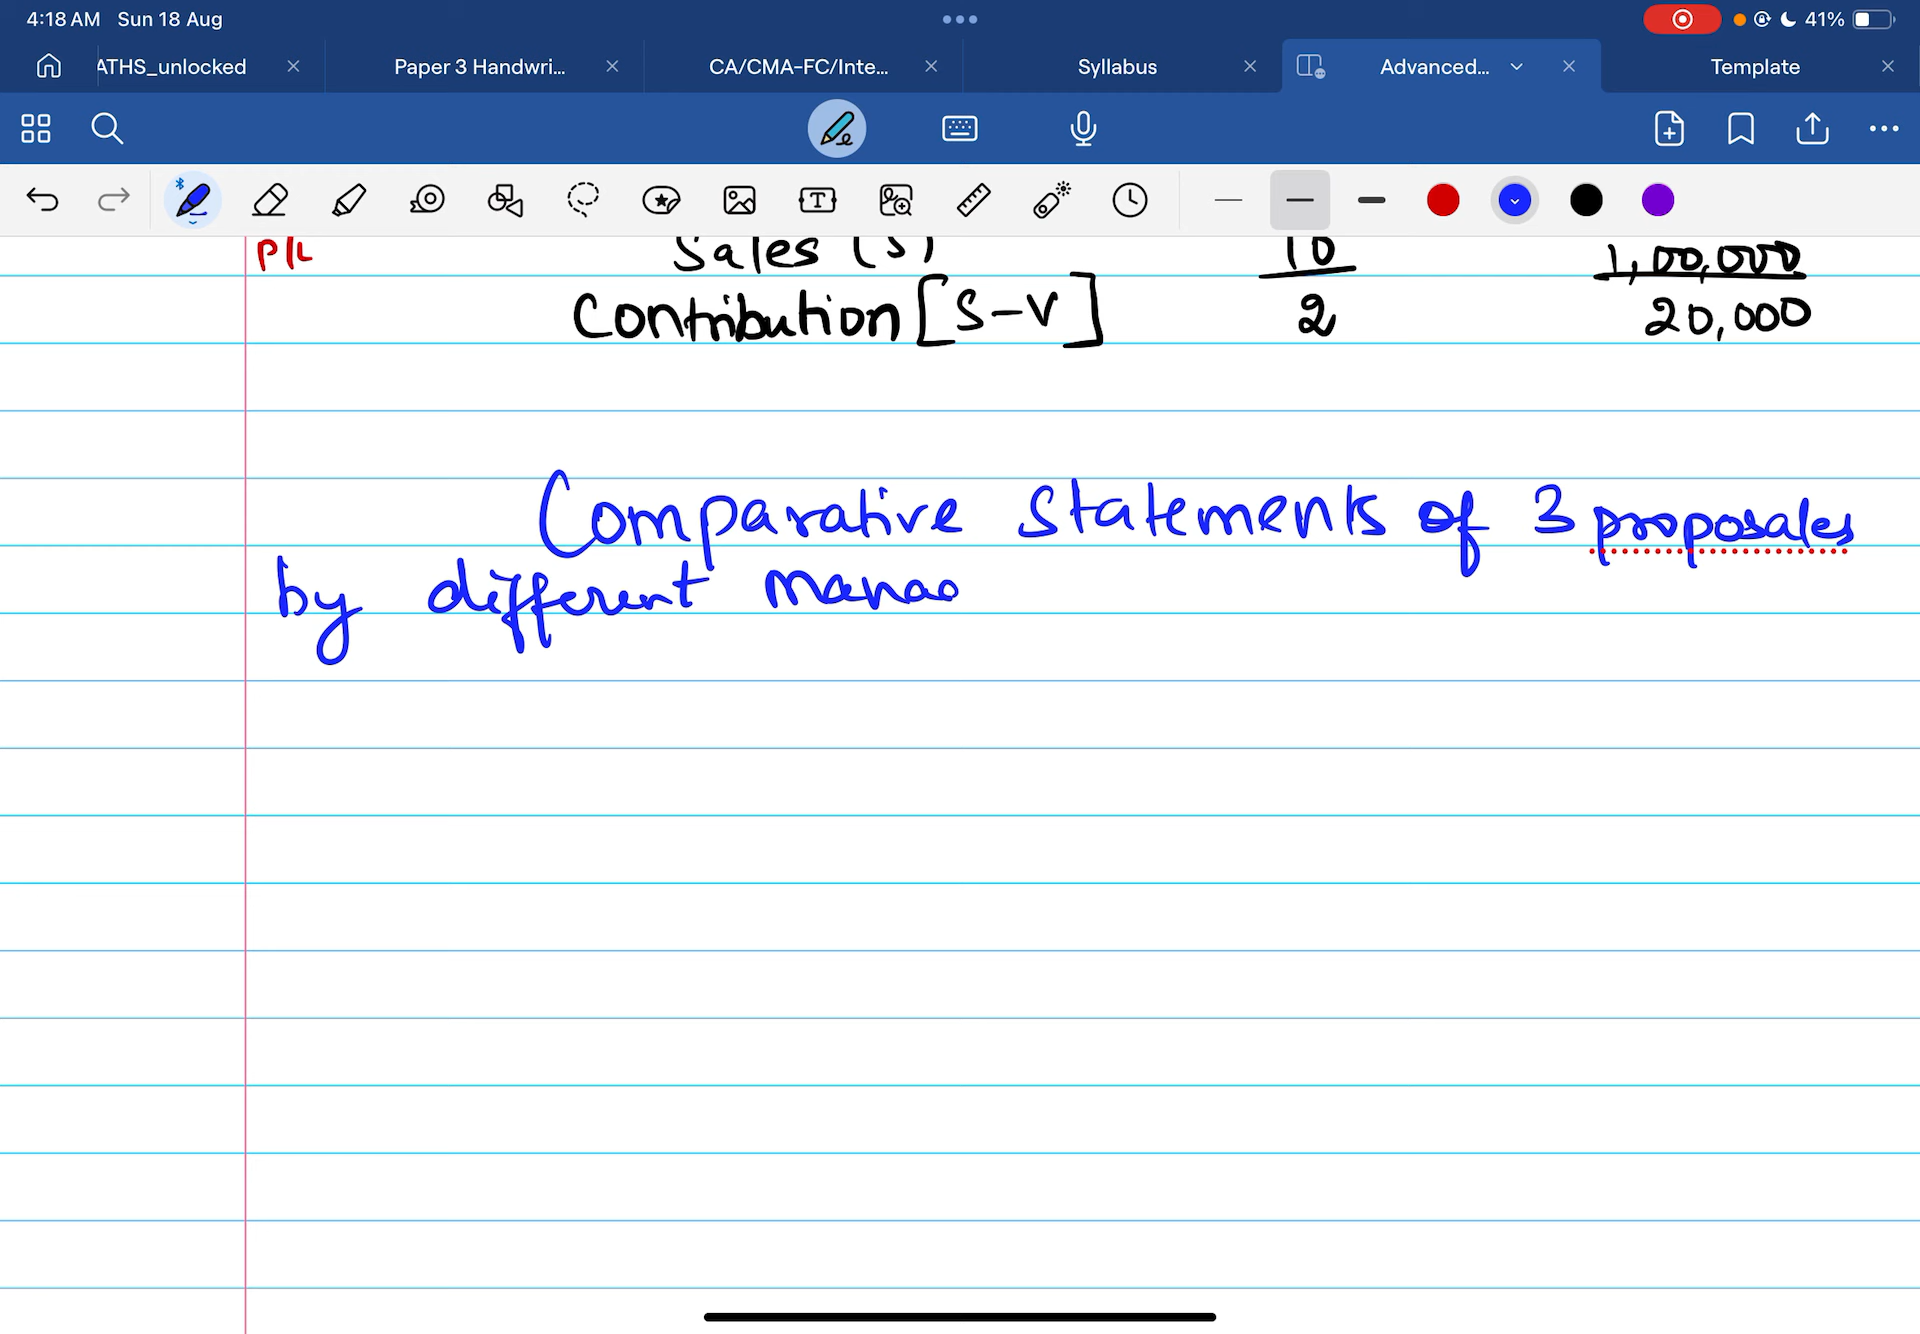 4:18 AM Sun 18 Aug
41%
ATHS_unlocked
Paper 3 Handwri...
CA/CMA-FC/Inte...
Syllabus
Advanced...
Template
P/L Sales (S) 10 1,00,000
Contribution [S-V] 2 20,000
Comparative Statements of 3 proposales
by different Manag